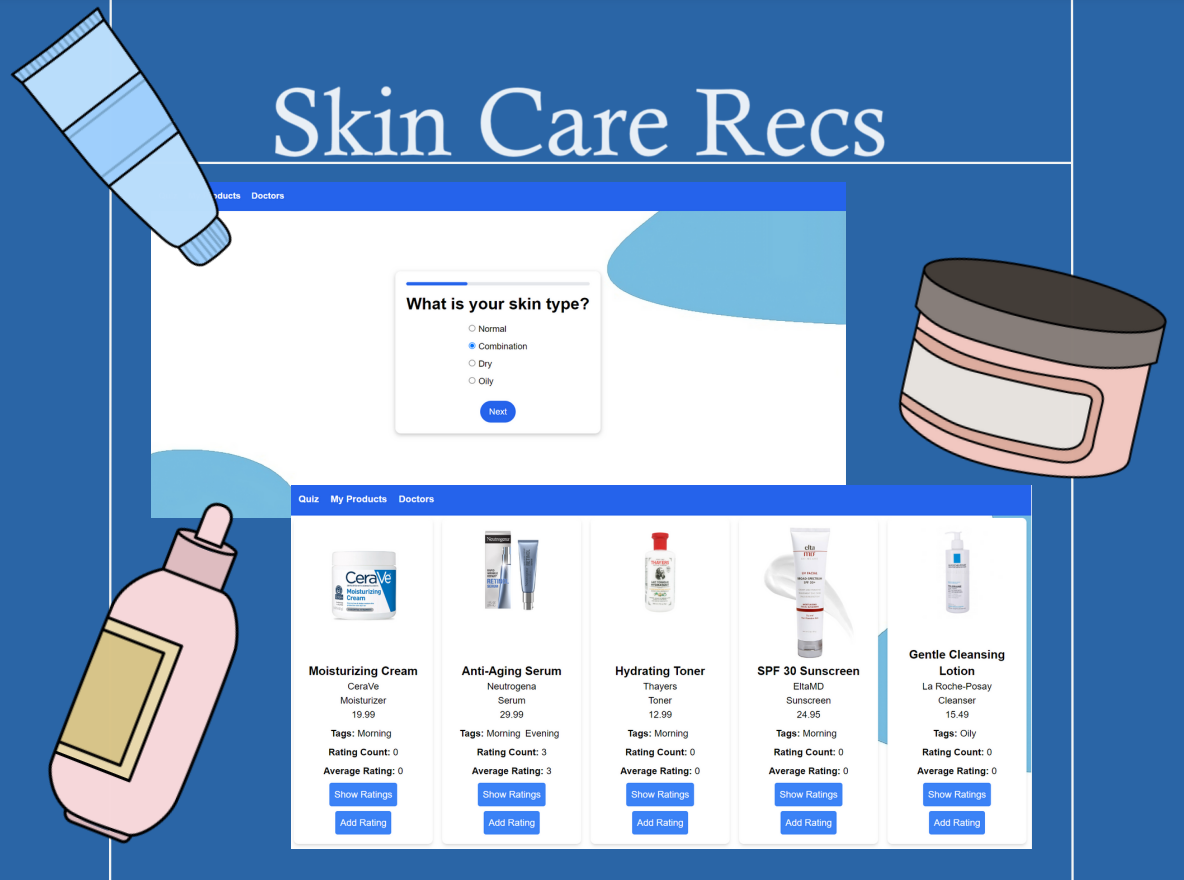 Skin Care Recs
oducts Doctors
What is your skin type?
Normal
Combination
Dry
Oily
Next
Quiz My Products Doctors
CeraVe
Moisturizing
Cream
Moisturizing Cream
CeraVe
Moisturizer
19.99
Tags: Morning
Rating Count: 0
Average Rating: 0
Show Ratings
Add Rating
Neutrogena
Anti-Aging Serum
Neutrogena
Serum
29.99
Tags: Morning Evening
Rating Count: 3
Average Rating: 3
Show Ratings
Add Rating
THAYERS
Hydrating Toner
Thayers
Toner
12.99
Tags: Morning
Rating Count: 0
Average Rating: 0
Show Ratings
Add Rating
elta
MD
SPF 30 Sunscreen
EltaMD
Sunscreen
24.95
Tags: Morning
Rating Count: 0
Average Rating: 0
Show Ratings
Add Rating
Gentle Cleansing
Lotion
La Roche-Posay
Cleanser
15.49
Tags: Oily
Rating Count: 0
Average Rating: 0
Show Ratings
Add Rating